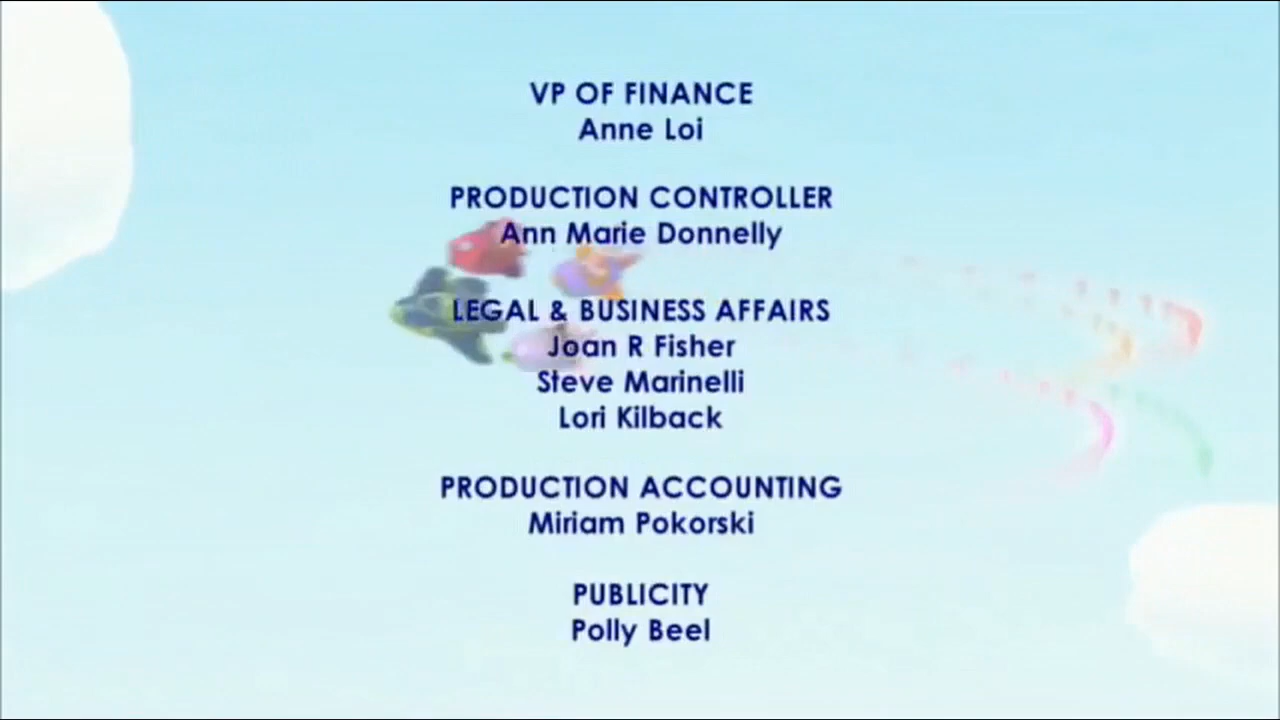 VP OF FINANCE
Anne Loi
PRODUCTION CONTROLLER
Ann Marie Donnelly
LEGAL & BUSINESS AFFAIRS
Joan R Fisher
Steve Marinelli
Lori Kilback
PRODUCTION ACCOUNTING
Miriam Pokorski
PUBLICITY
Polly Beel